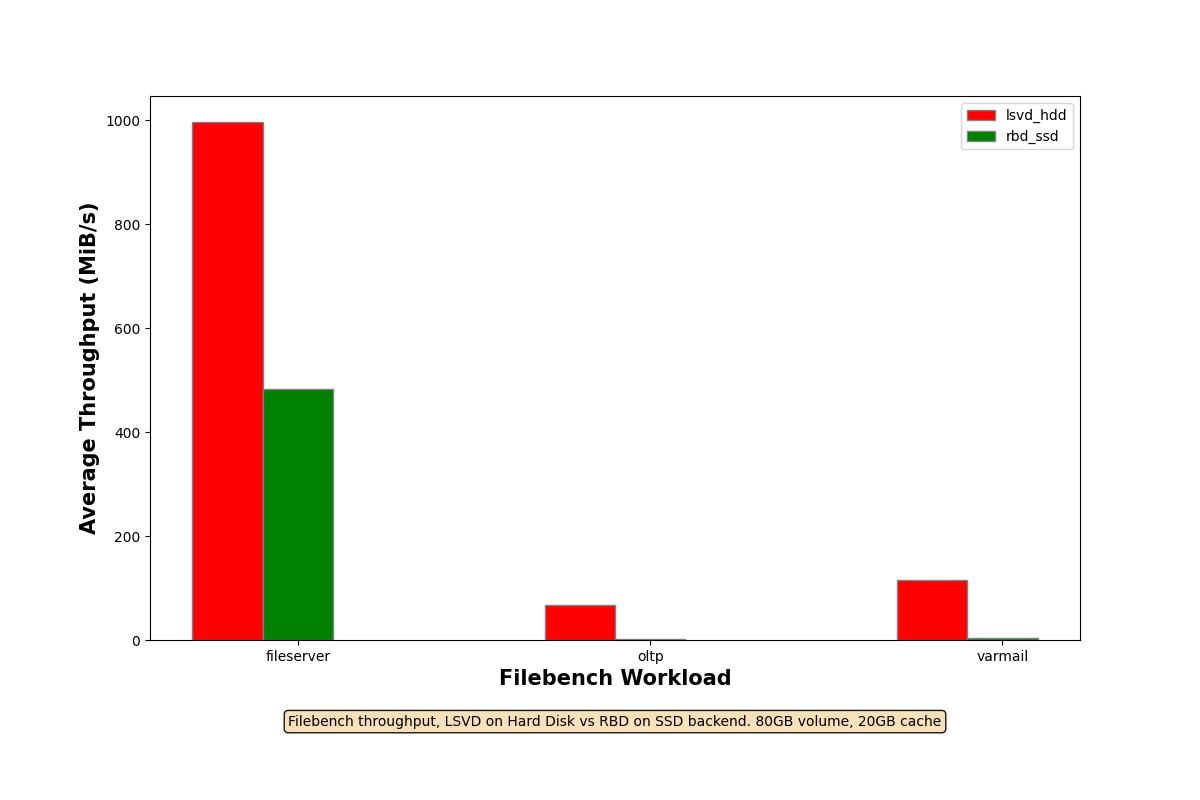 lsvd_hdd
rbd_ssd
1000
800
600
400
200
0
Average Throughput (MiB/s)
fileserver
oltp
varmail
Filebench Workload
Filebench throughput, LSVD on Hard Disk vs RBD on SSD backend. 80GB volume, 20GB cache